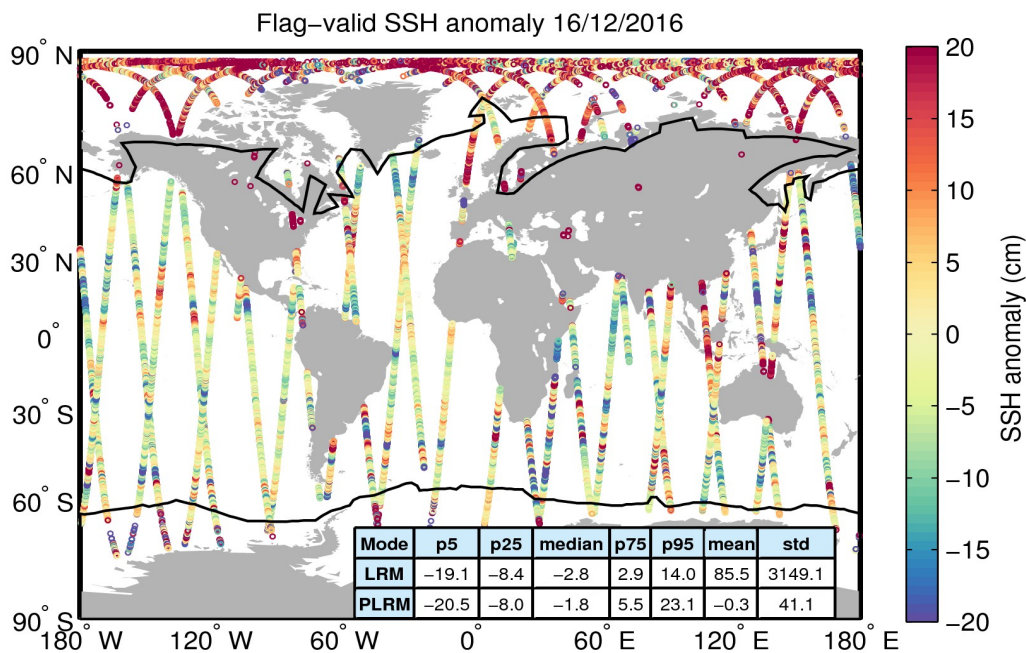 Flag−valid SSH anomaly 16/12/2016
90° N
60° N
30° N
0°
30° S
60° S
90° S
180° W
120° W
60° W
0°
60° E
120° E
180° E
Mode p5 p25 median p75 p95 mean std
LRM −19.1 −8.4 −2.8 2.9 14.0 85.5 3149.1
PLRM −20.5 −8.0 −1.8 5.5 23.1 −0.3 41.1
20
15
10
5
0
−5
−10
−15
−20
SSH anomaly (cm)